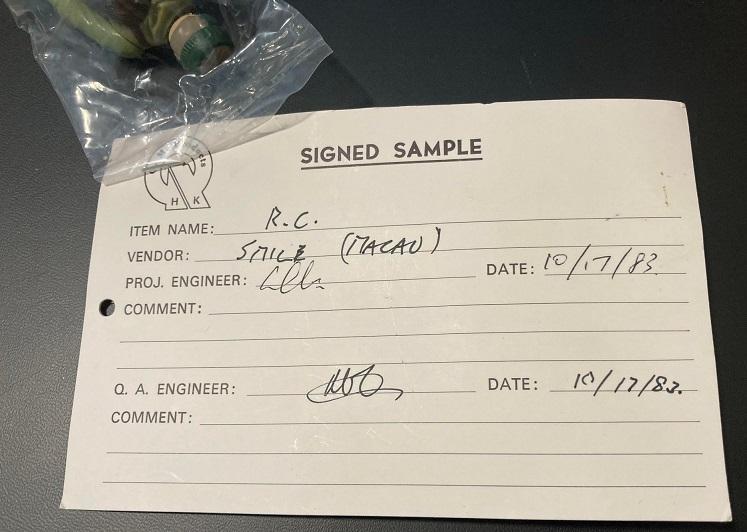 H K
SIGNED SAMPLE
ITEM NAME: R.C.
VENDOR: SMILE (MACAU)
PROJ. ENGINEER: DATE: 10/17/83.
COMMENT:
Q. A. ENGINEER: DATE: 10/17/83.
COMMENT: